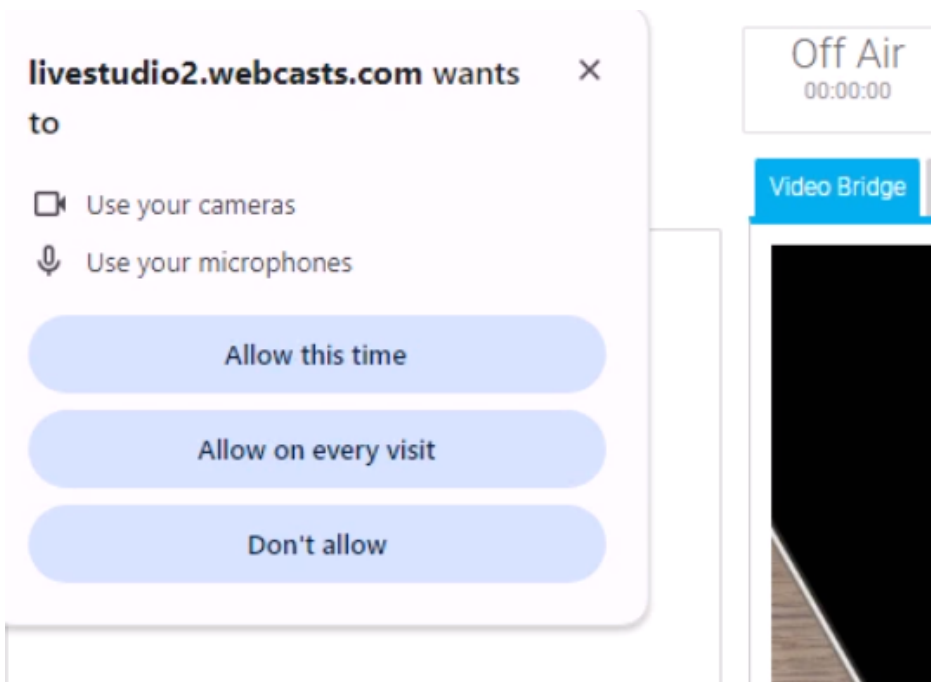 livestudio2.webcasts.com wants
to
Use your cameras
Use your microphones
Allow this time
Allow on every visit
Don't allow
Off Air
00:00:00
Video Bridge